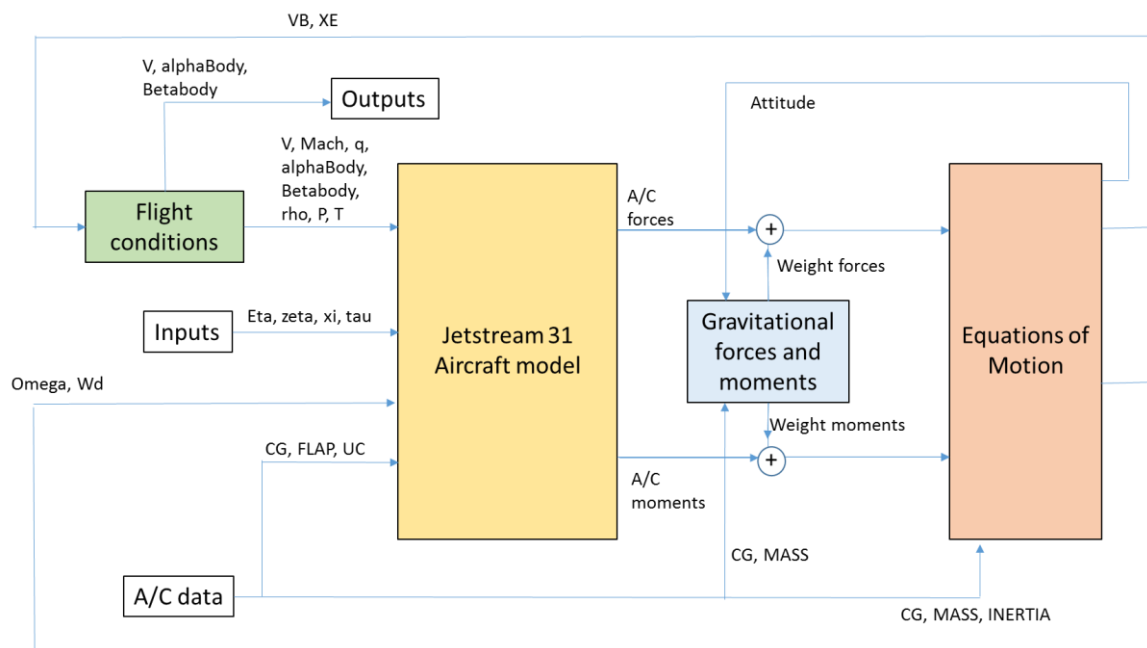 VB, XE
V, alphaBody,
Betabody
Outputs
Attitude
V, Mach, q,
alphaBody,
Betabody,
rho, P, T
Flight
conditions
A/C
forces
+
Weight forces
Inputs
Eta, zeta, xi, tau
Jetstream 31
Aircraft model
Gravitational
forces and
moments
Equations of
Motion
Omega, Wd
Weight moments
+
CG, FLAP, UC
A/C
moments
CG, MASS
A/C data
CG, MASS, INERTIA